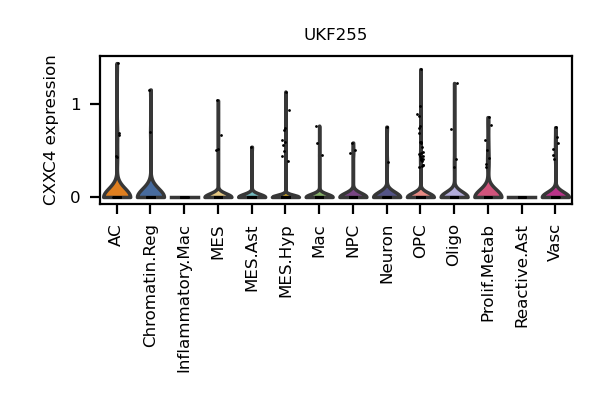 UKF255
CXXC4 expression
1
0
AC
Chromatin.Reg
Inflammatory.Mac
MES
MES.Ast
MES.Hyp
Mac
NPC
Neuron
OPC
Oligo
Prolif.Metab
Reactive.Ast
Vasc